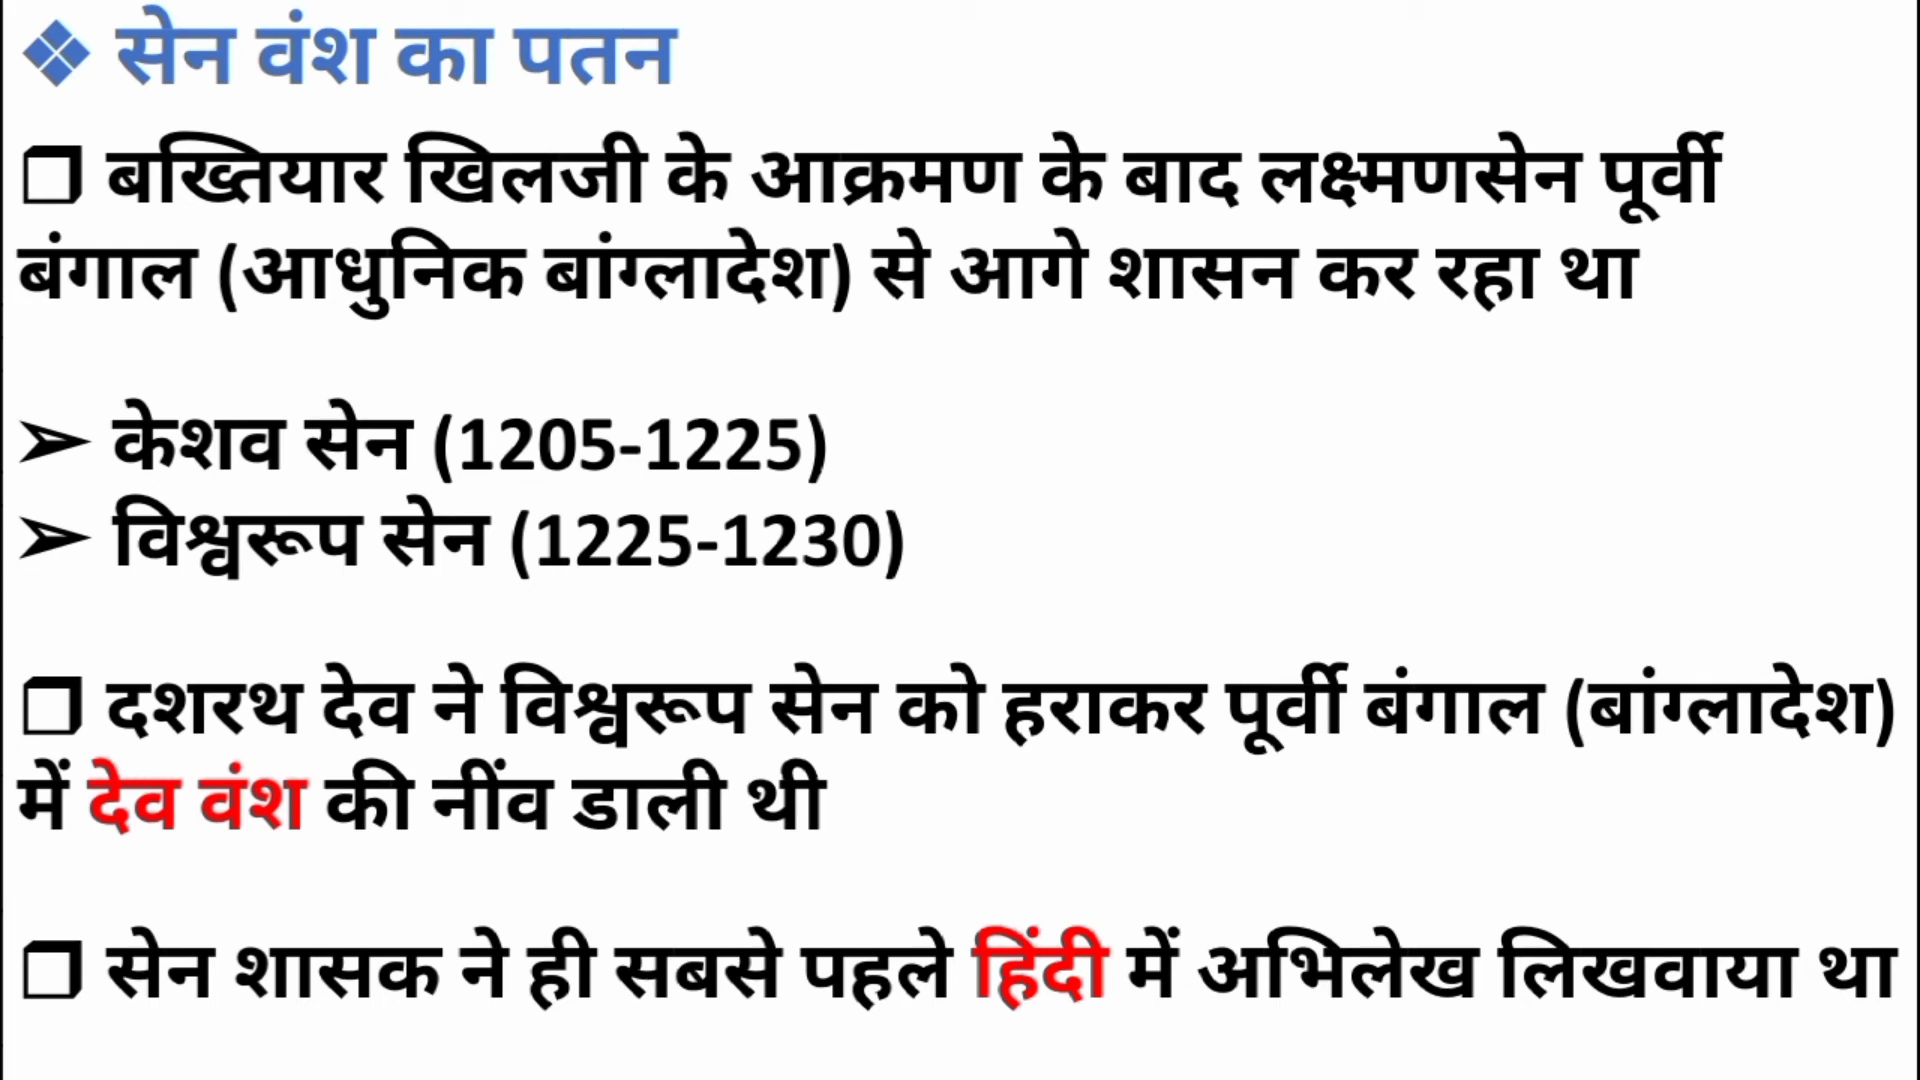 ❖ सेन वंश का पतन
❒ बख्तियार खिलजी के आक्रमण के बाद लक्ष्मणसेन पूर्वी
बंगाल (आधुनिक बांग्लादेश) से आगे शासन कर रहा था
➢ केशव सेन (1205-1225)
➢ विश्वरूप सेन (1225-1230)
❒ दशरथ देव ने विश्वरूप सेन को हराकर पूर्वी बंगाल (बांग्लादेश)
में देव वंश की नींव डाली थी
❒ सेन शासक ने ही सबसे पहले हिंदी में अभिलेख लिखवाया था